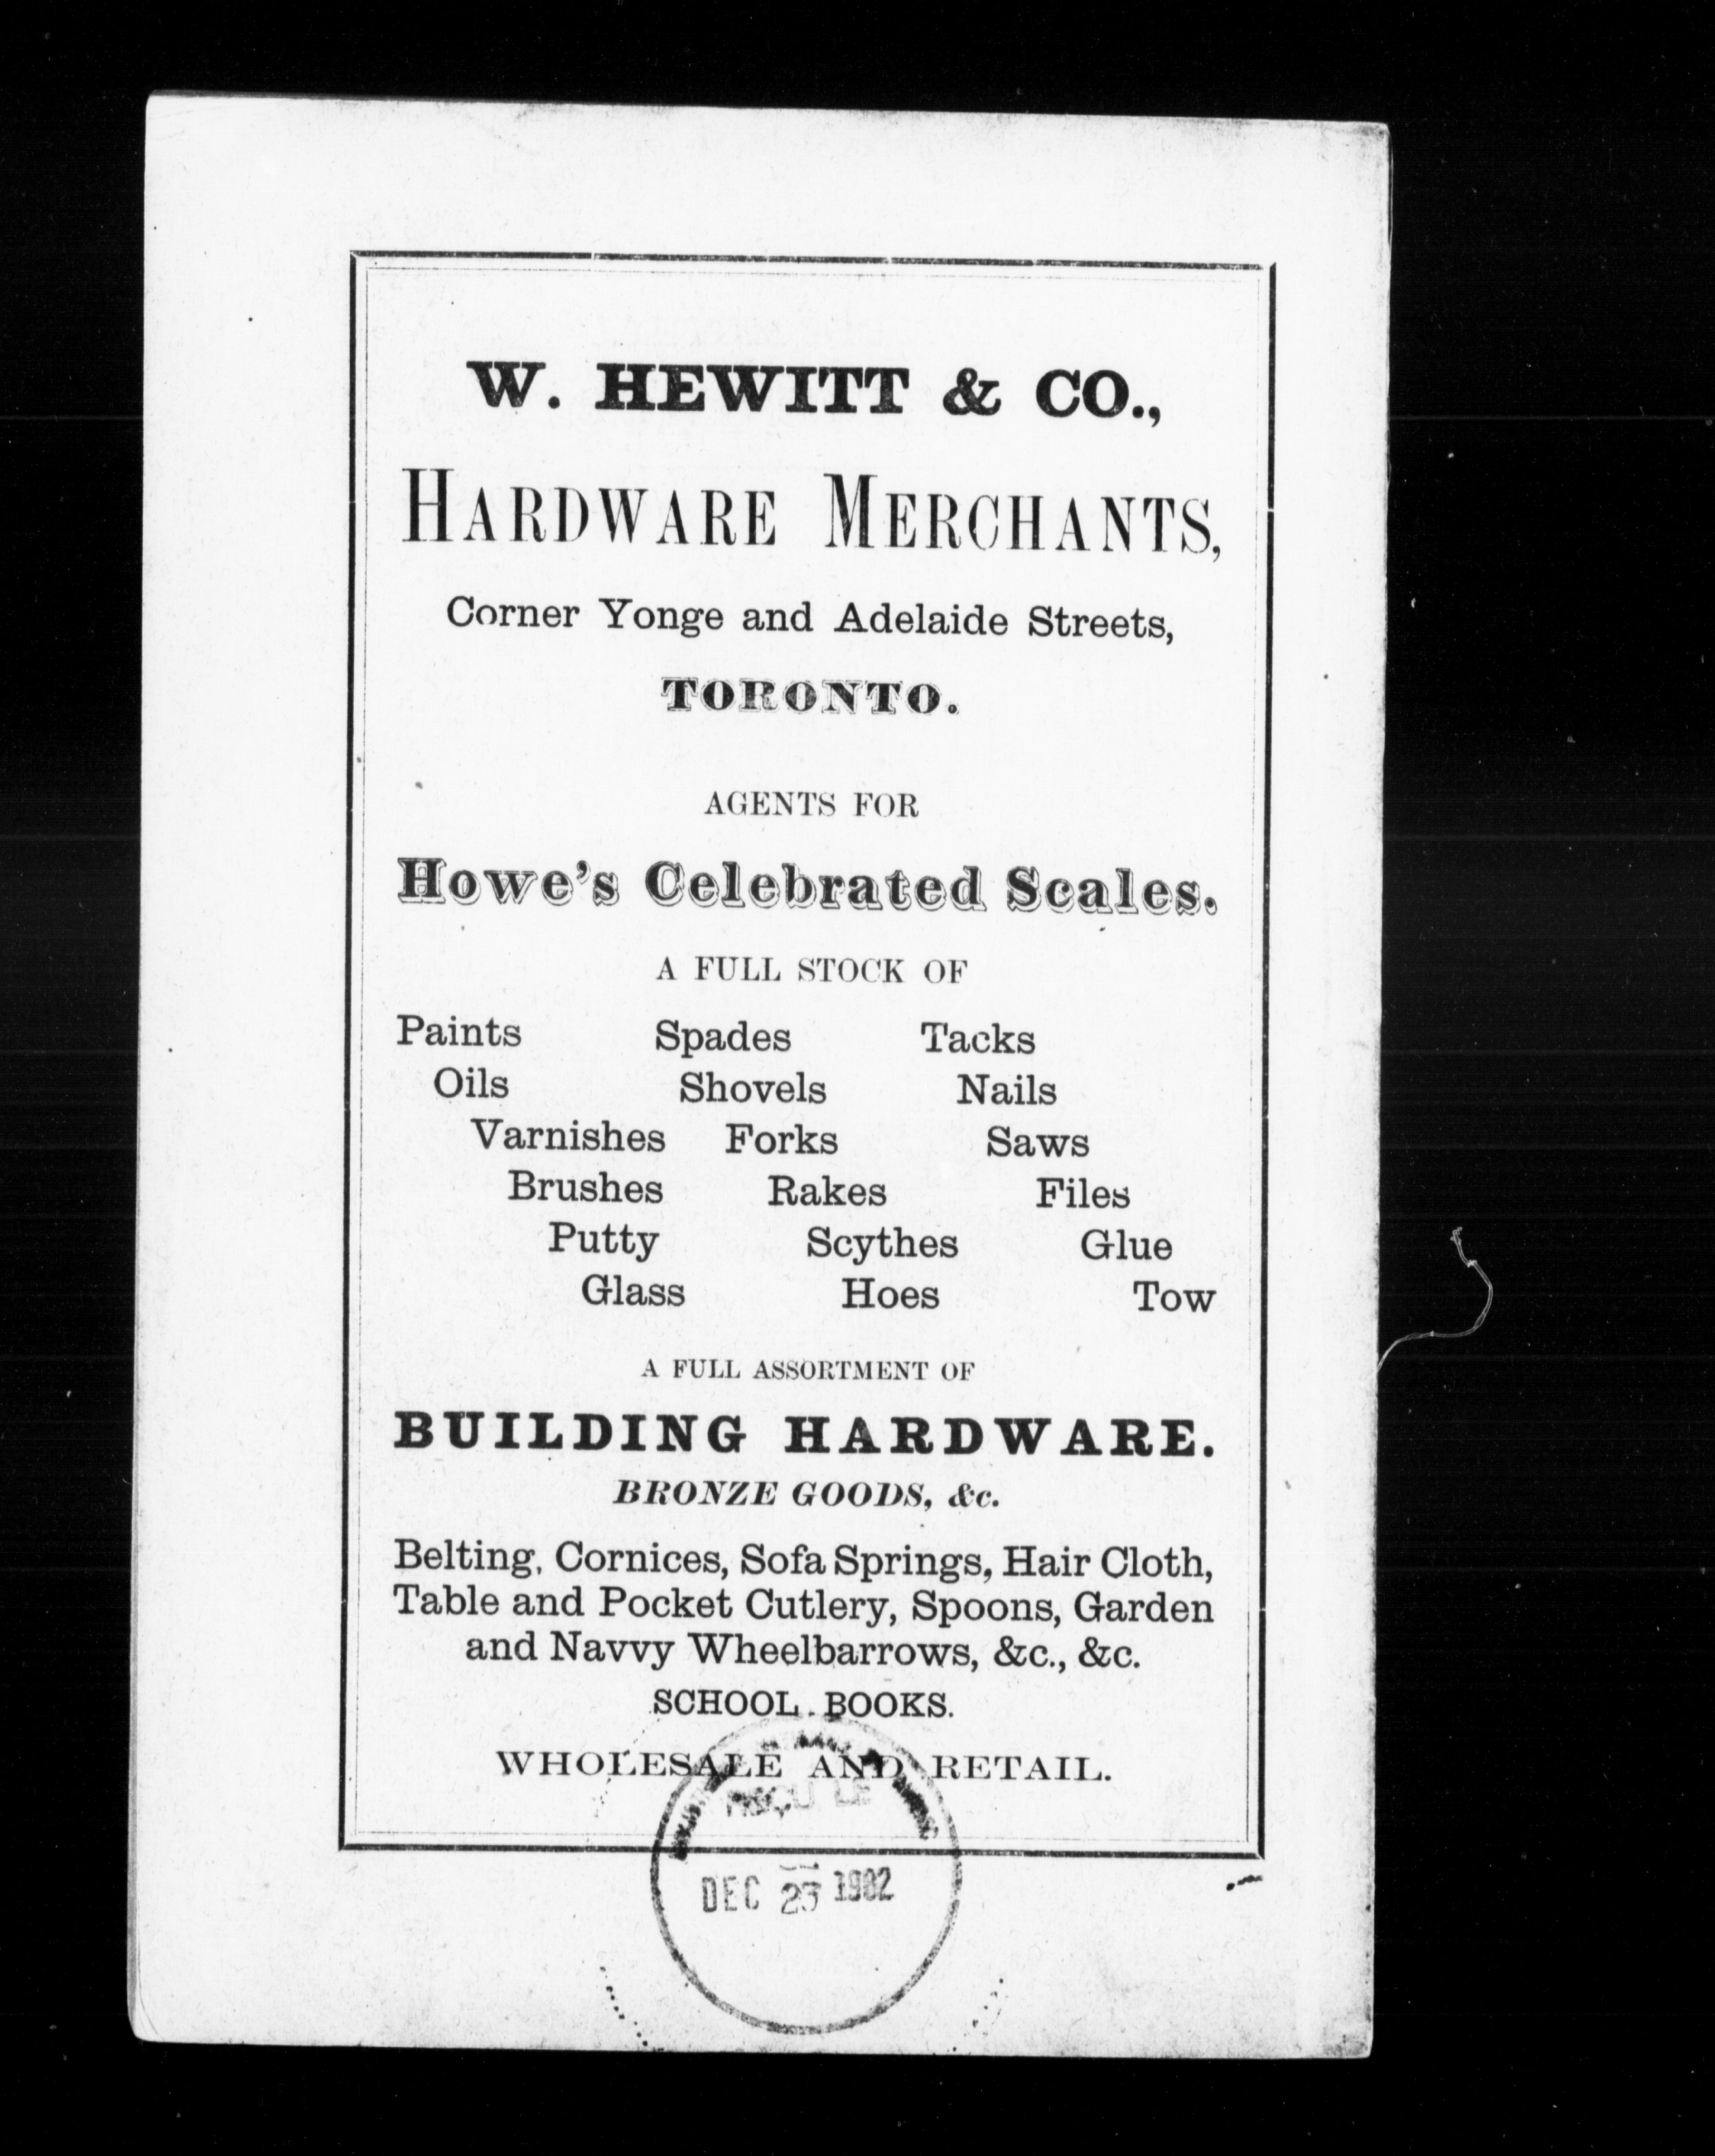 W. HEWITT & CO.,
HARDWARE MERCHANTS,
Corner Yonge and Adelaide Streets,
TORONTO.
AGENTS FOR
Howe's Celebrated Scales.
A FULL STOCK OF
Paints Spades Tacks
Oils Shovels Nails
Varnishes Forks Saws
Brushes Rakes Files
Putty Scythes Glue
Glass Hoes Tow
A FULL ASSORTMENT OF
BUILDING HARDWARE.
BRONZE GOODS, &c.
Belting, Cornices, Sofa Springs, Hair Cloth,
Table and Pocket Cutlery, Spoons, Garden
and Navvy Wheelbarrows, &c., &c.
SCHOOL BOOKS.
WHOLESALE AND RETAIL.
DEC 23 1902